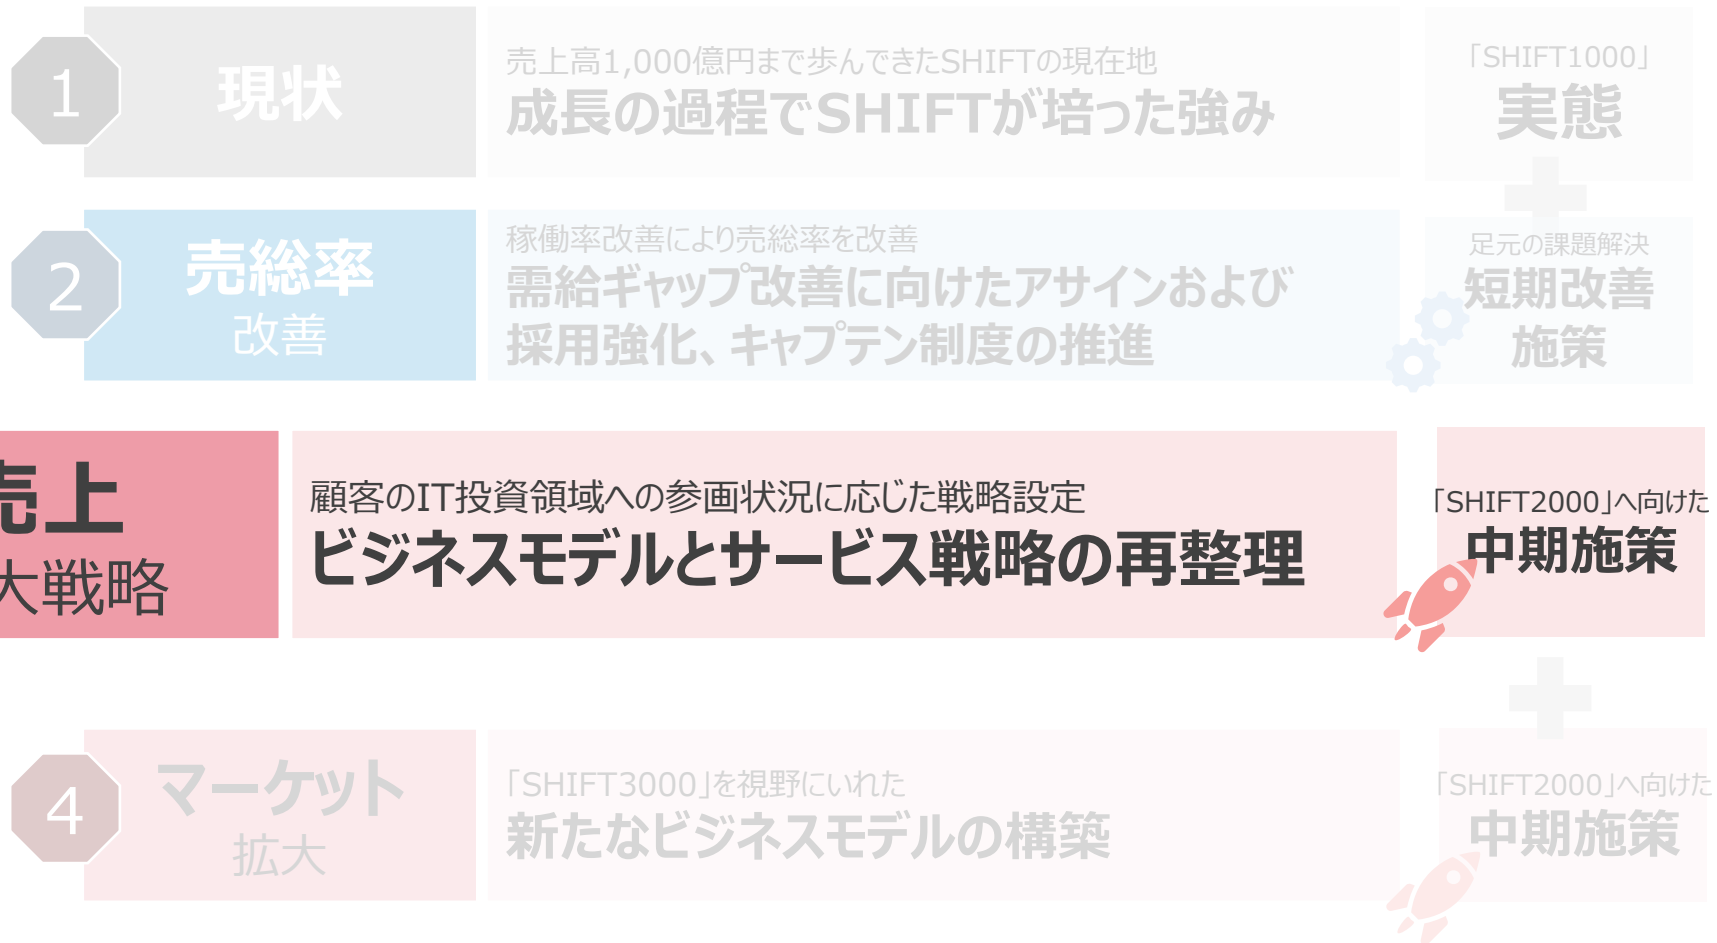 1
現状
売上高1,000億円まで歩んできたSHIFTの現在地
成長の過程でSHIFTが培った強み
「SHIFT1000」
実態
2
売総率
改善
稼働率改善により売総率を改善
需給ギャップ改善に向けたアサインおよび
採用強化、キャプテン制度の推進
足元の課題解決
短期改善
施策
売上
大戦略
顧客のIT投資領域への参画状況に応じた戦略設定
ビジネスモデルとサービス戦略の再整理
「SHIFT2000」へ向けた
中期施策
4
マーケット
拡大
「SHIFT3000」を視野にいれた
新たなビジネスモデルの構築
「SHIFT2000」へ向けた
中期施策